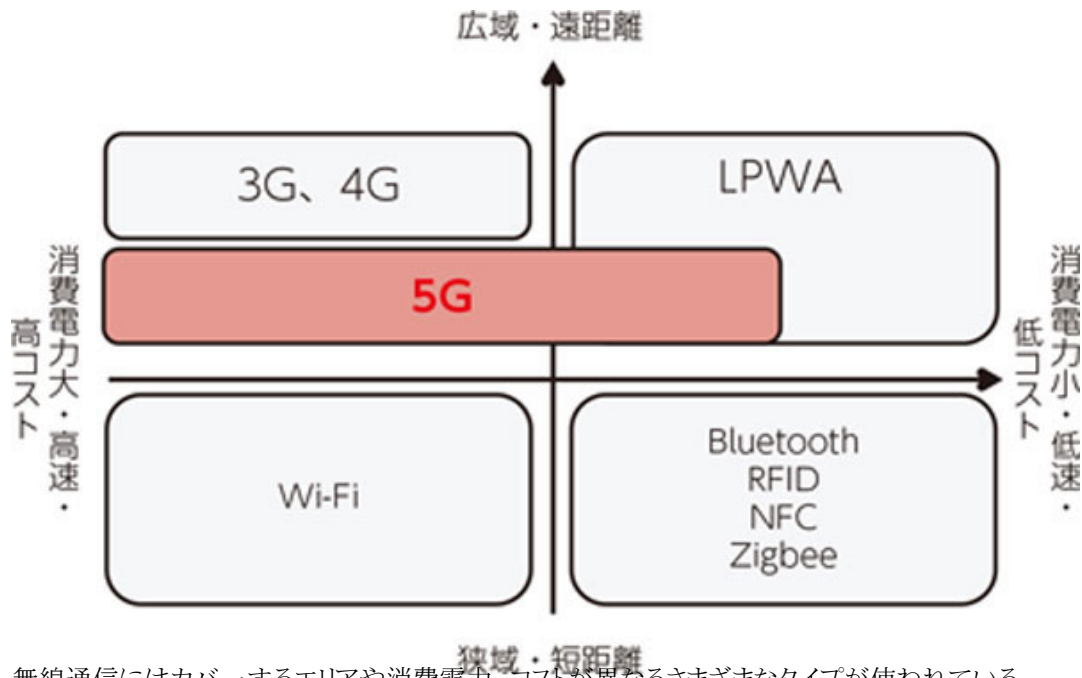 広域・遠距離
3G、4G
LPWA
5G
消費電力大・高速・
高コスト
消費電力小・低速・
低コスト
Wi-Fi
Bluetooth
RFID
NFC
Zigbee
狭域・短距離
無線通信にはカバーするエリアや消費電力、コストが異なるさまざまなタイプが使われている